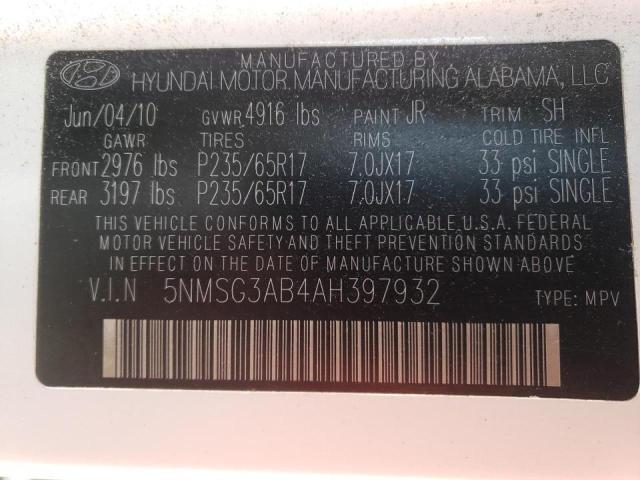 MANUFACTURED BY
HYUNDAI MOTOR MANUFACTURING ALABAMA, LLC
Jun/04/10 GVWR 4916 lbs PAINT JR TRIM SH
GAWR TIRES RIMS COLD TIRE INFL
FRONT 2976 lbs P235/65R17 7.0JX17 33 psi SINGLE
REAR 3197 lbs P235/65R17 7.0JX17 33 psi SINGLE
THIS VEHICLE CONFORMS TO ALL APPLICABLE U.S.A. FEDERAL
MOTOR VEHICLE SAFETY AND THEFT PREVENTION STANDARDS
IN EFFECT ON THE DATE OF MANUFACTURE SHOWN ABOVE
V.I.N 5NMSG3AB4AH397932 TYPE: MPV